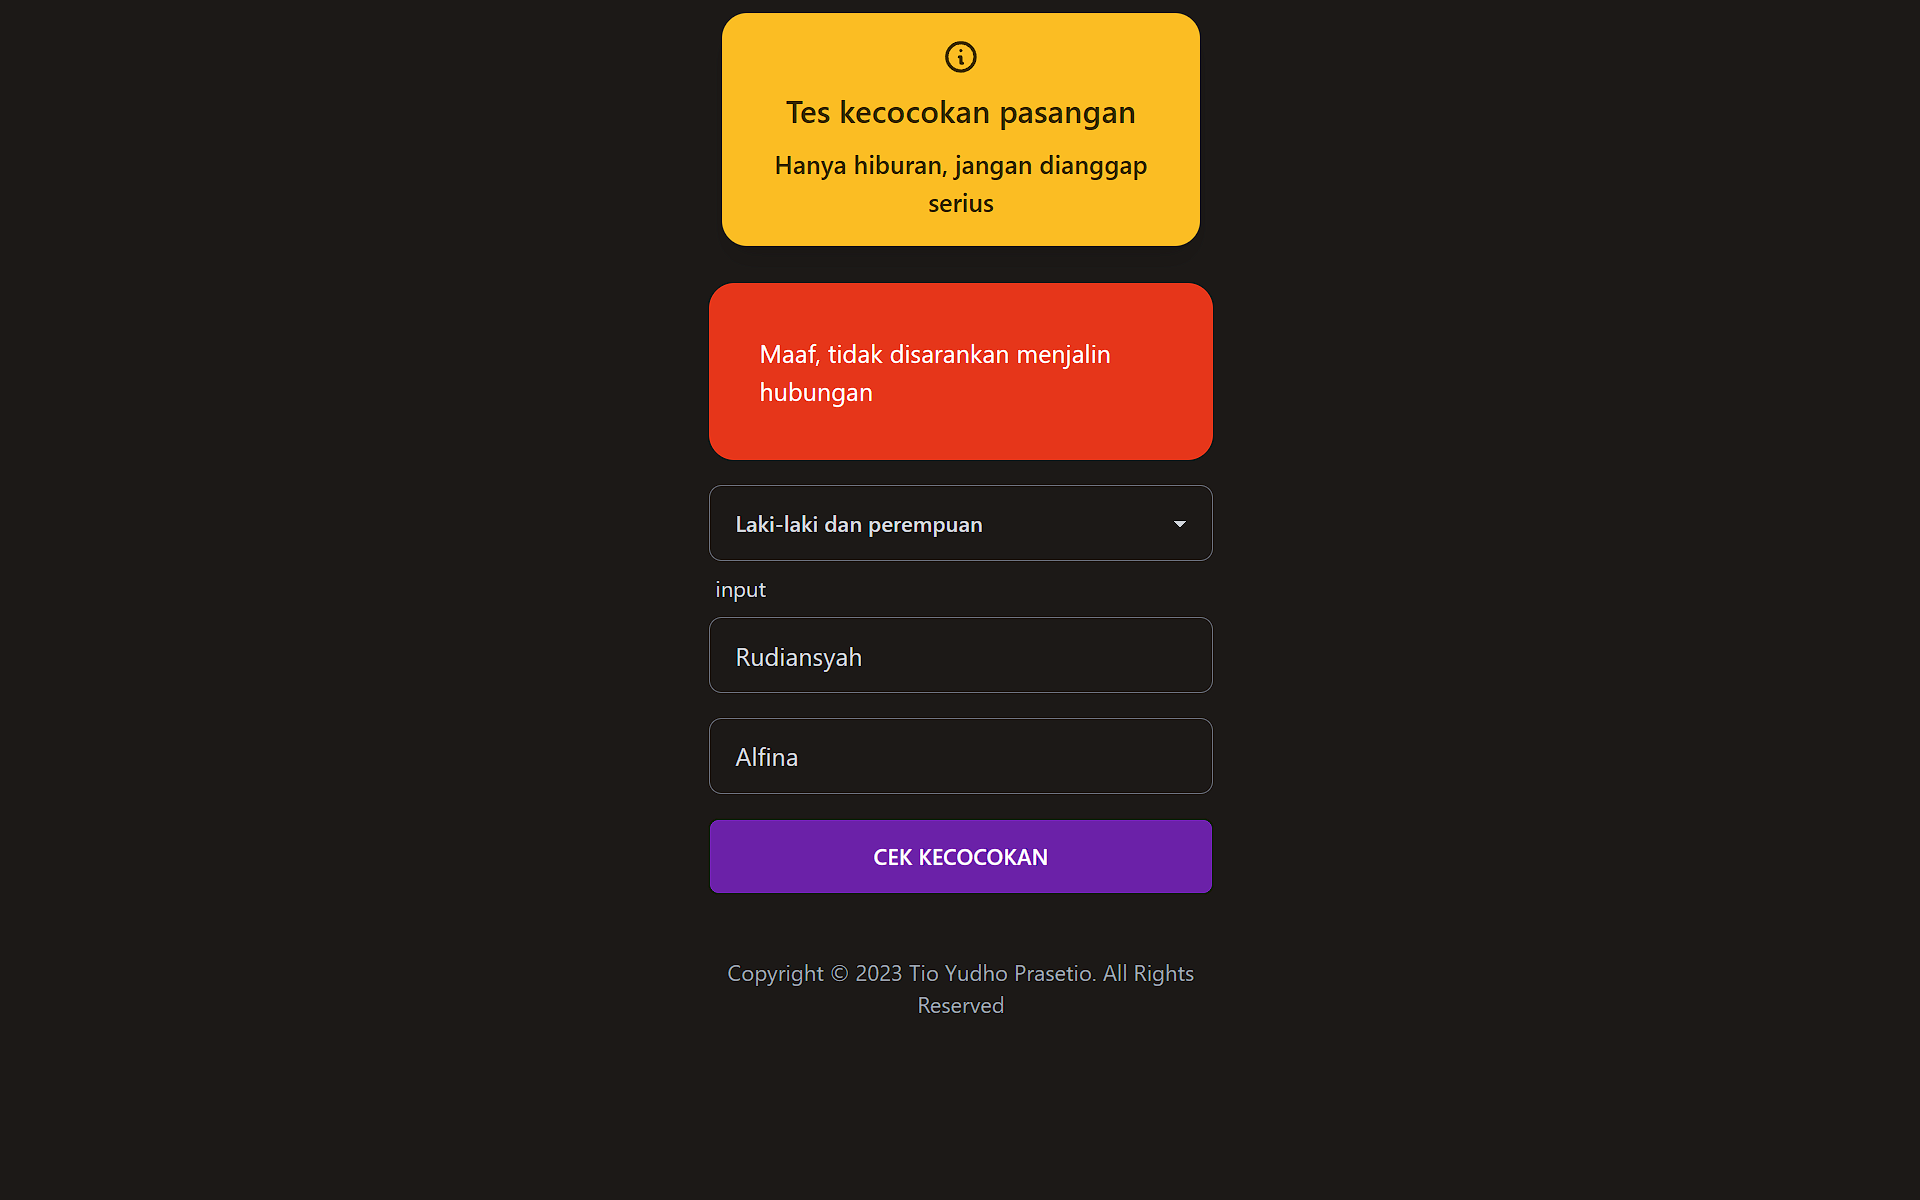 Tes kecocokan pasangan
Hanya hiburan, jangan dianggap
serius
Maaf, tidak disarankan menjalin
hubungan
Laki-laki dan perempuan
input
Rudiansyah
Alfina
CEK KECOCOKAN
Copyright © 2023 Tio Yudho Prasetio. All Rights
Reserved